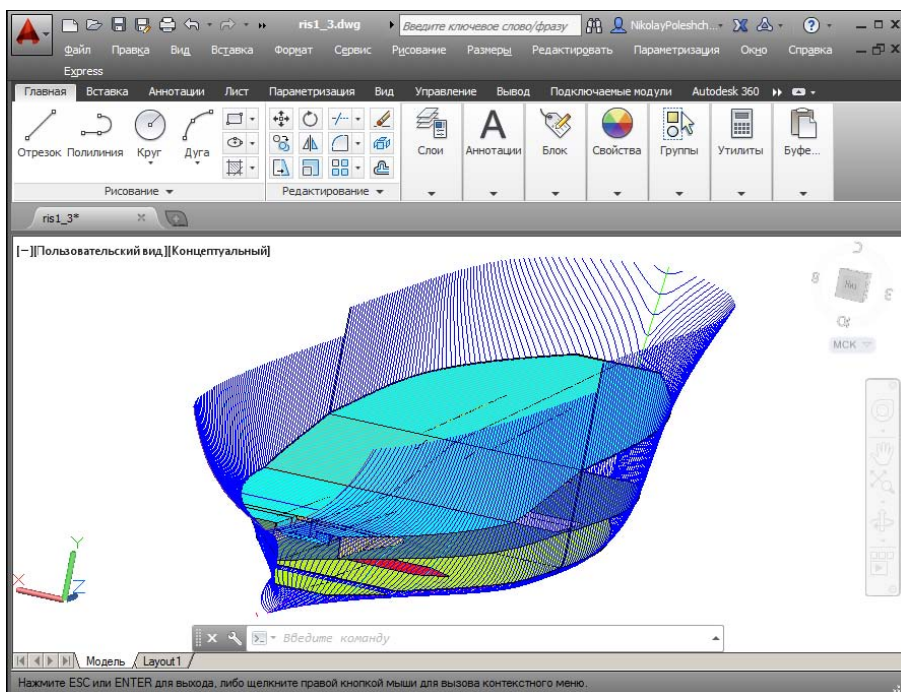 ris1_3.dwg
Введите ключевое слово/фразу
NikolayPoleshch...
Файл Правка Вид Вставка Формат Сервис Рисование Размеры Редактировать Параметризация Окно Справка
Express
Главная Вставка Аннотации Лист Параметризация Вид Управление Вывод Подключаемые модули Autodesk 360
Отрезок Полилиния Круг Дуга Слои Аннотации Блок Свойства Группы Утилиты Буфе...
Рисование Редактирование
ris1_3*
[−][Пользовательский вид][Концептуальный]
МСК
Y
X
Z
Введите команду
Модель Layout1
Нажмите ESC или ENTER для выхода, либо щелкните правой кнопкой мыши для вызова контекстного меню.